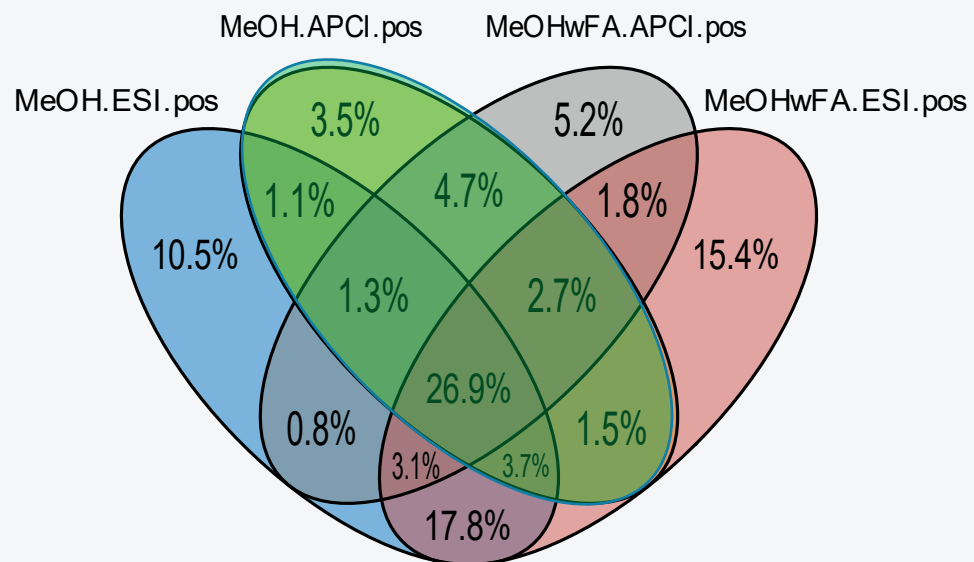 MeOH.APCI.pos MeOHwFA.APCI.pos
MeOH.ESI.pos MeOHwFA.ESI.pos
3.5% 5.2%
1.1% 4.7% 1.8%
10.5% 15.4%
1.3% 2.7%
26.9%
0.8% 1.5%
3.1% 3.7%
17.8%